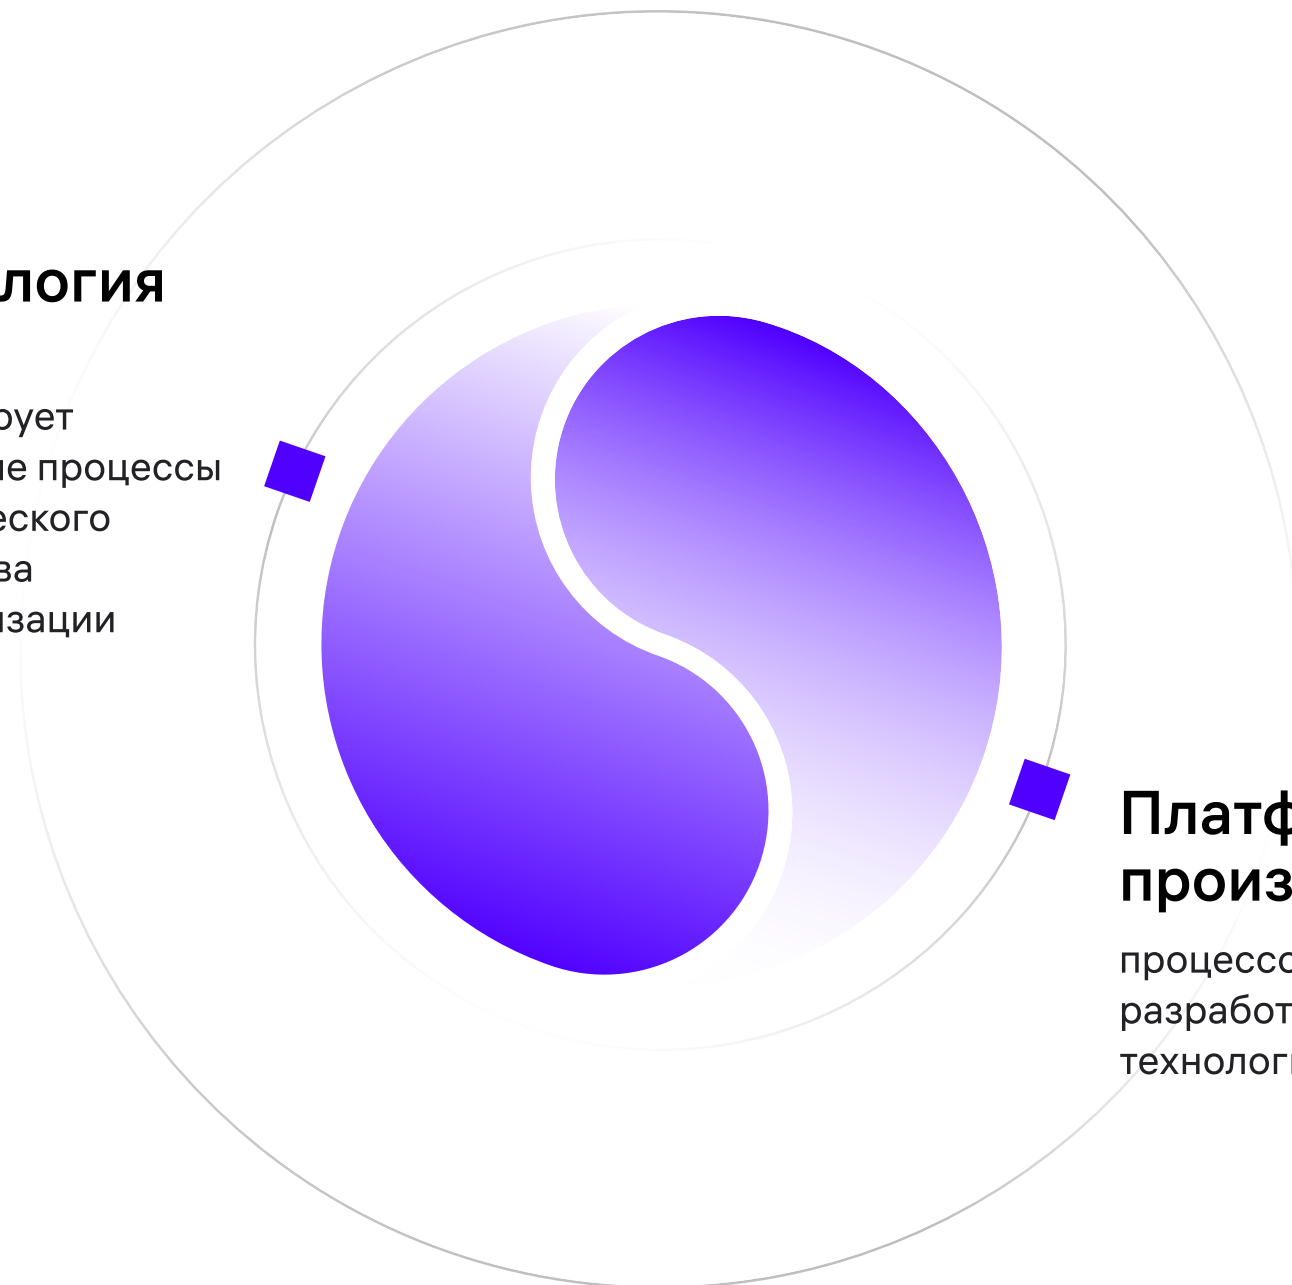 логия
рует
ие процессы
еского
ва
изации
Платф
произ
процессо
разработ
технолог